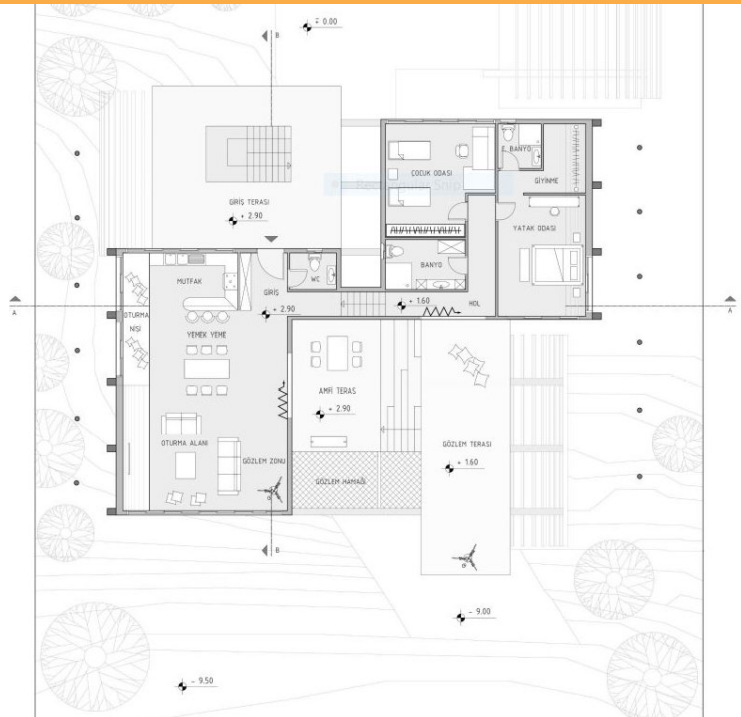 B
∓ 0.00
E. BANYO
ÇOCUK ODASI
GİYİNME
GİRİŞ TERASI
+ 2.90
YATAK ODASI
BANYO
MUTFAK
WC
GİRİŞ
+ 2.90
+ 1.60
HOL
A
A
OTURMA
NİŞİ
YEMEK YEME
AMFİ TERAS
+ 2.90
OTURMA ALANI
GÖZLEM TERASI
GÖZLEM ZONU
+ 1.60
GÖZLEM HAMAĞI
B
- 9.00
- 9.50